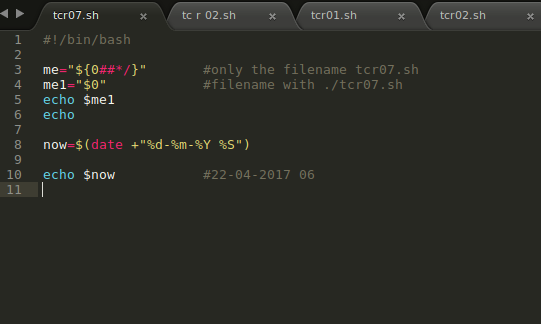 tcr07.sh × tc r 02.sh × tcr01.sh × tcr02.sh ×
1 #!/bin/bash
2
3 me="${0##*/}" #only the filename tcr07.sh
4 me1="$0" #filename with ./tcr07.sh
5 echo $me1
6 echo
7
8 now=$(date +"%d-%m-%Y %S")
9
10 echo $now #22-04-2017 06
11